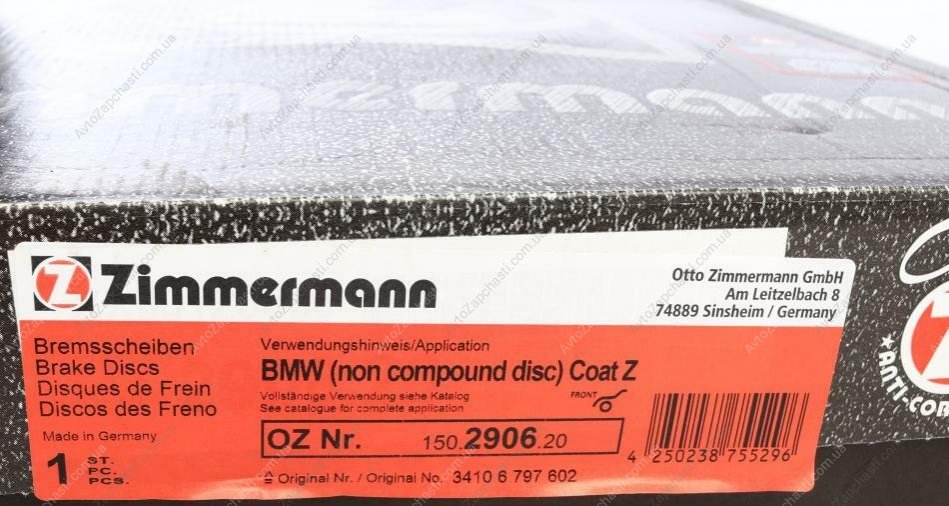 Zimmermann
Otto Zimmermann GmbH
Am Leitzelbach 8
74889 Sinsheim / Germany
Bremsscheiben
Brake Discs
Disques de Frein
Discos des Freno
Made in Germany
1 ST.
PC.
PCS.
Verwendungshinweis/Application
BMW (non compound disc) Coat Z
Vollständige Verwendung siehe Katalog
See catalogue for complete application
FRONT
OZ Nr. 150.2906.20
Original Nr. / Original No. 3410 6 797 602
4 250238 755296
Z
AvtoZapchasti.com.ua